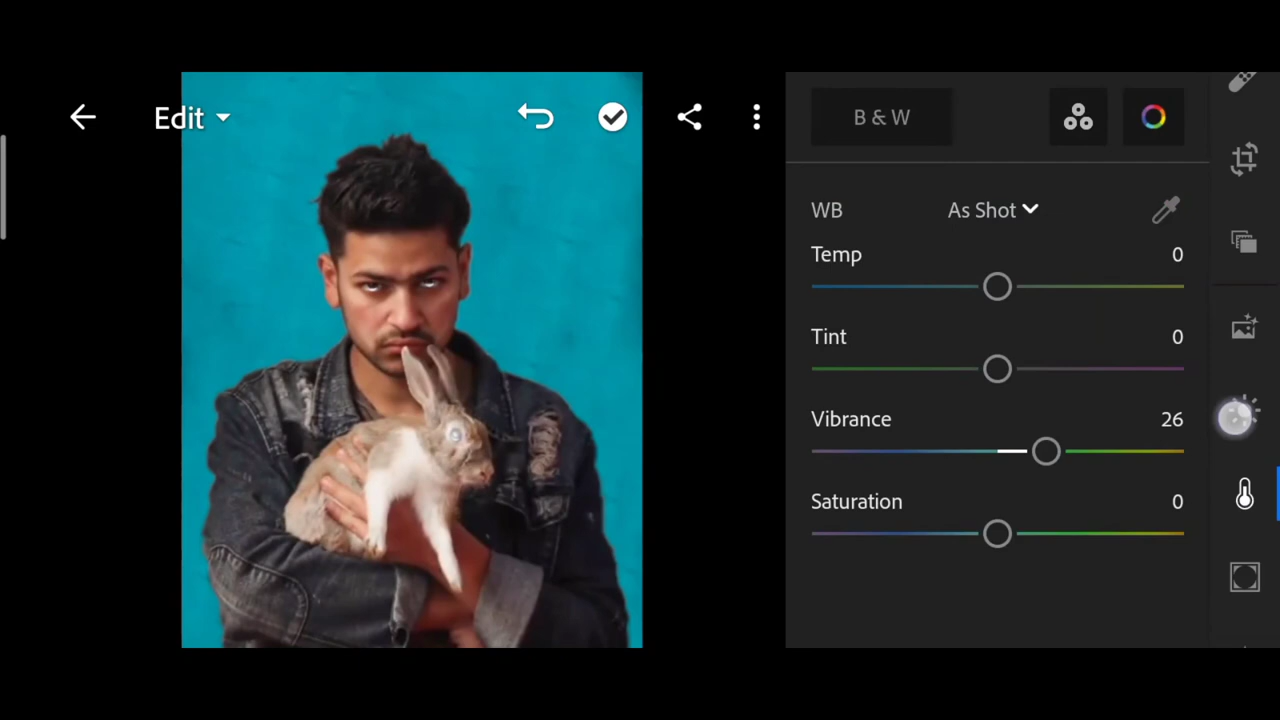 Edit
B & W
WB As Shot
Temp 0
Tint 0
Vibrance 26
Saturation 0